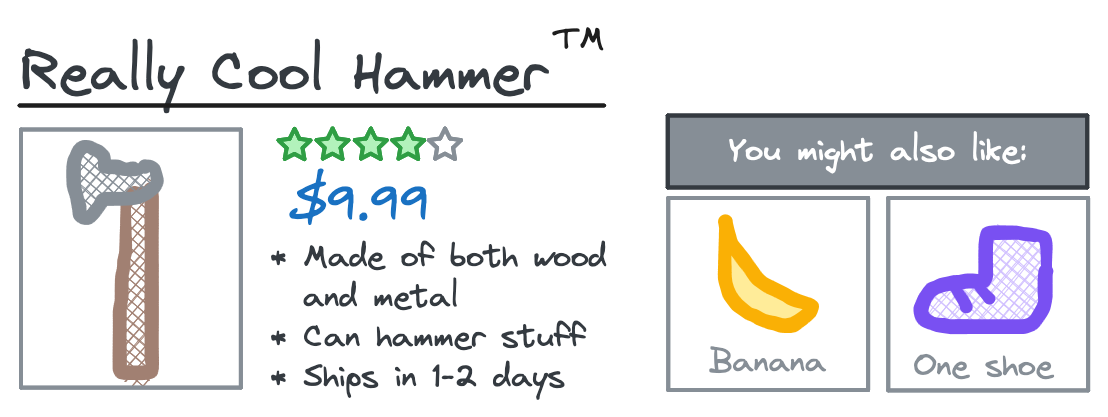 Really Cool Hammer™
$9.99
* Made of both wood
and metal
* Can hammer stuff
* Ships in 1-2 days
You might also like:
Banana
One shoe